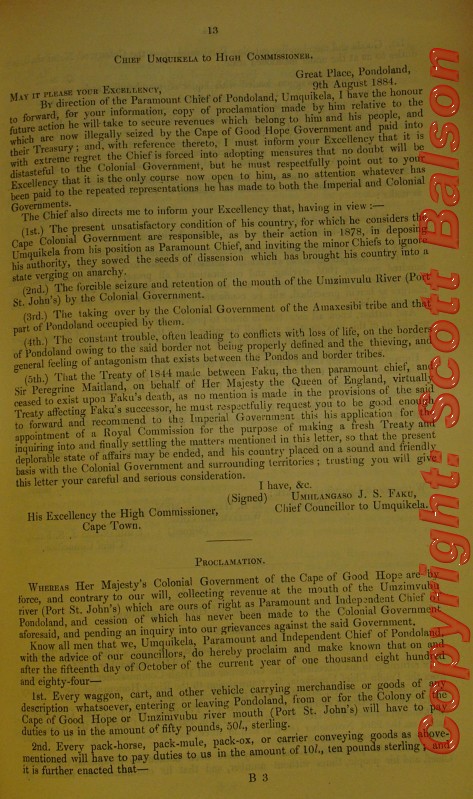 13
CHIEF UMQUIKELA to HIGH COMMISSIONER.
Great Place, Pondoland,
9th August 1884.
MAY IT PLEASE YOUR EXCELLENCY,
By direction of the Paramount Chief of Pondoland, Umquikela, I have the honour
to forward, for your information, copy of proclamation made by him relative to the
future action he will take to secure revenues which belong to him and his people, and
which are now illegally seized by the Cape of Good Hope Government and paid into
their Treasury; and, with reference thereto, I must inform your Excellency that it is
with extreme regret the Chief is forced into adopting measures that no doubt will be
distasteful to the Colonial Government, but he must respectfully point out to your
Excellency that it is the only course now open to him, as no attention whatever has
been paid to the repeated representations he has made to both the Imperial and Colonial
Governments.
The Chief also directs me to inform your Excellency that, having in view:—
(1st.) The present unsatisfactory condition of his country, for which he considers the
Cape Colonial Government are responsible, as by their action in 1878, in deposing
Umquikela from his position as Paramount Chief, and inviting the minor Chiefs to ignore
his authority, they sowed the seeds of dissension which has brought his country into a
state verging on anarchy.
(2nd.) The forcible seizure and retention of the mouth of the Umzimvulu River (Port
St. John's) by the Colonial Government.
(3rd.) The taking over by the Colonial Government of the Amaxesibi tribe and that
part of Pondoland occupied by them.
(4th.) The constant trouble, often leading to conflicts with loss of life, on the borders
of Pondoland owing to the said border not being properly defined and the thieving, and
general feeling of antagonism that exists between the Pondos and border tribes.
(5th.) That the Treaty of 1844 made between Faku, the then paramount chief, and
Sir Peregrine Maitland, on behalf of Her Majesty the Queen of England, virtually
ceased to exist upon Faku's death, as no mention is made in the provisions of the said
Treaty affecting Faku's successor, he must respectfully request you to be good enough
to forward and recommend to the Imperial Government this his application for the
appointment of a Royal Commission for the purpose of making a fresh Treaty and
inquiring into and finally settling the matters mentioned in this letter, so that the present
deplorable state of affairs may be ended, and his country placed on a sound and friendly
basis with the Colonial Government and surrounding territories; trusting you will give
this letter your careful and serious consideration.
I have, &c.
(Signed) UMHLANGASO J. S. FAKU,
His Excellency the High Commissioner, Chief Councillor to Umquikela.
Cape Town.
PROCLAMATION.
WHEREAS Her Majesty's Colonial Government of the Cape of Good Hope are by
force, and contrary to our will, collecting revenue at the mouth of the Umzimvubu
river (Port St. John's) which are ours of right as Paramount and Independent Chief of
Pondoland, and cession of which has never been made to the Colonial Government
aforesaid, and pending an inquiry into our grievances against the said Government.
Know all men that we, Umquikela, Paramount and Independent Chief of Pondoland,
with the advice of our councillors, do hereby proclaim and make known that on and
after the fifteenth day of October of the current year of one thousand eight hundred
and eighty-four—
1st. Every waggon, cart, and other vehicle carrying merchandise or goods of any
description whatsoever, entering or leaving Pondoland, from or for the Colony of the
Cape of Good Hope or Umzimvubu river mouth (Port St. John's) will have to pay
duties to us in the amount of fifty pounds, 50l., sterling.
2nd. Every pack-horse, pack-mule, pack-ox, or carrier conveying goods as above-
mentioned will have to pay duties to us in the amount of 10l., ten pounds sterling; and
it is further enacted that—
B 3
Copyright: Scott Balson